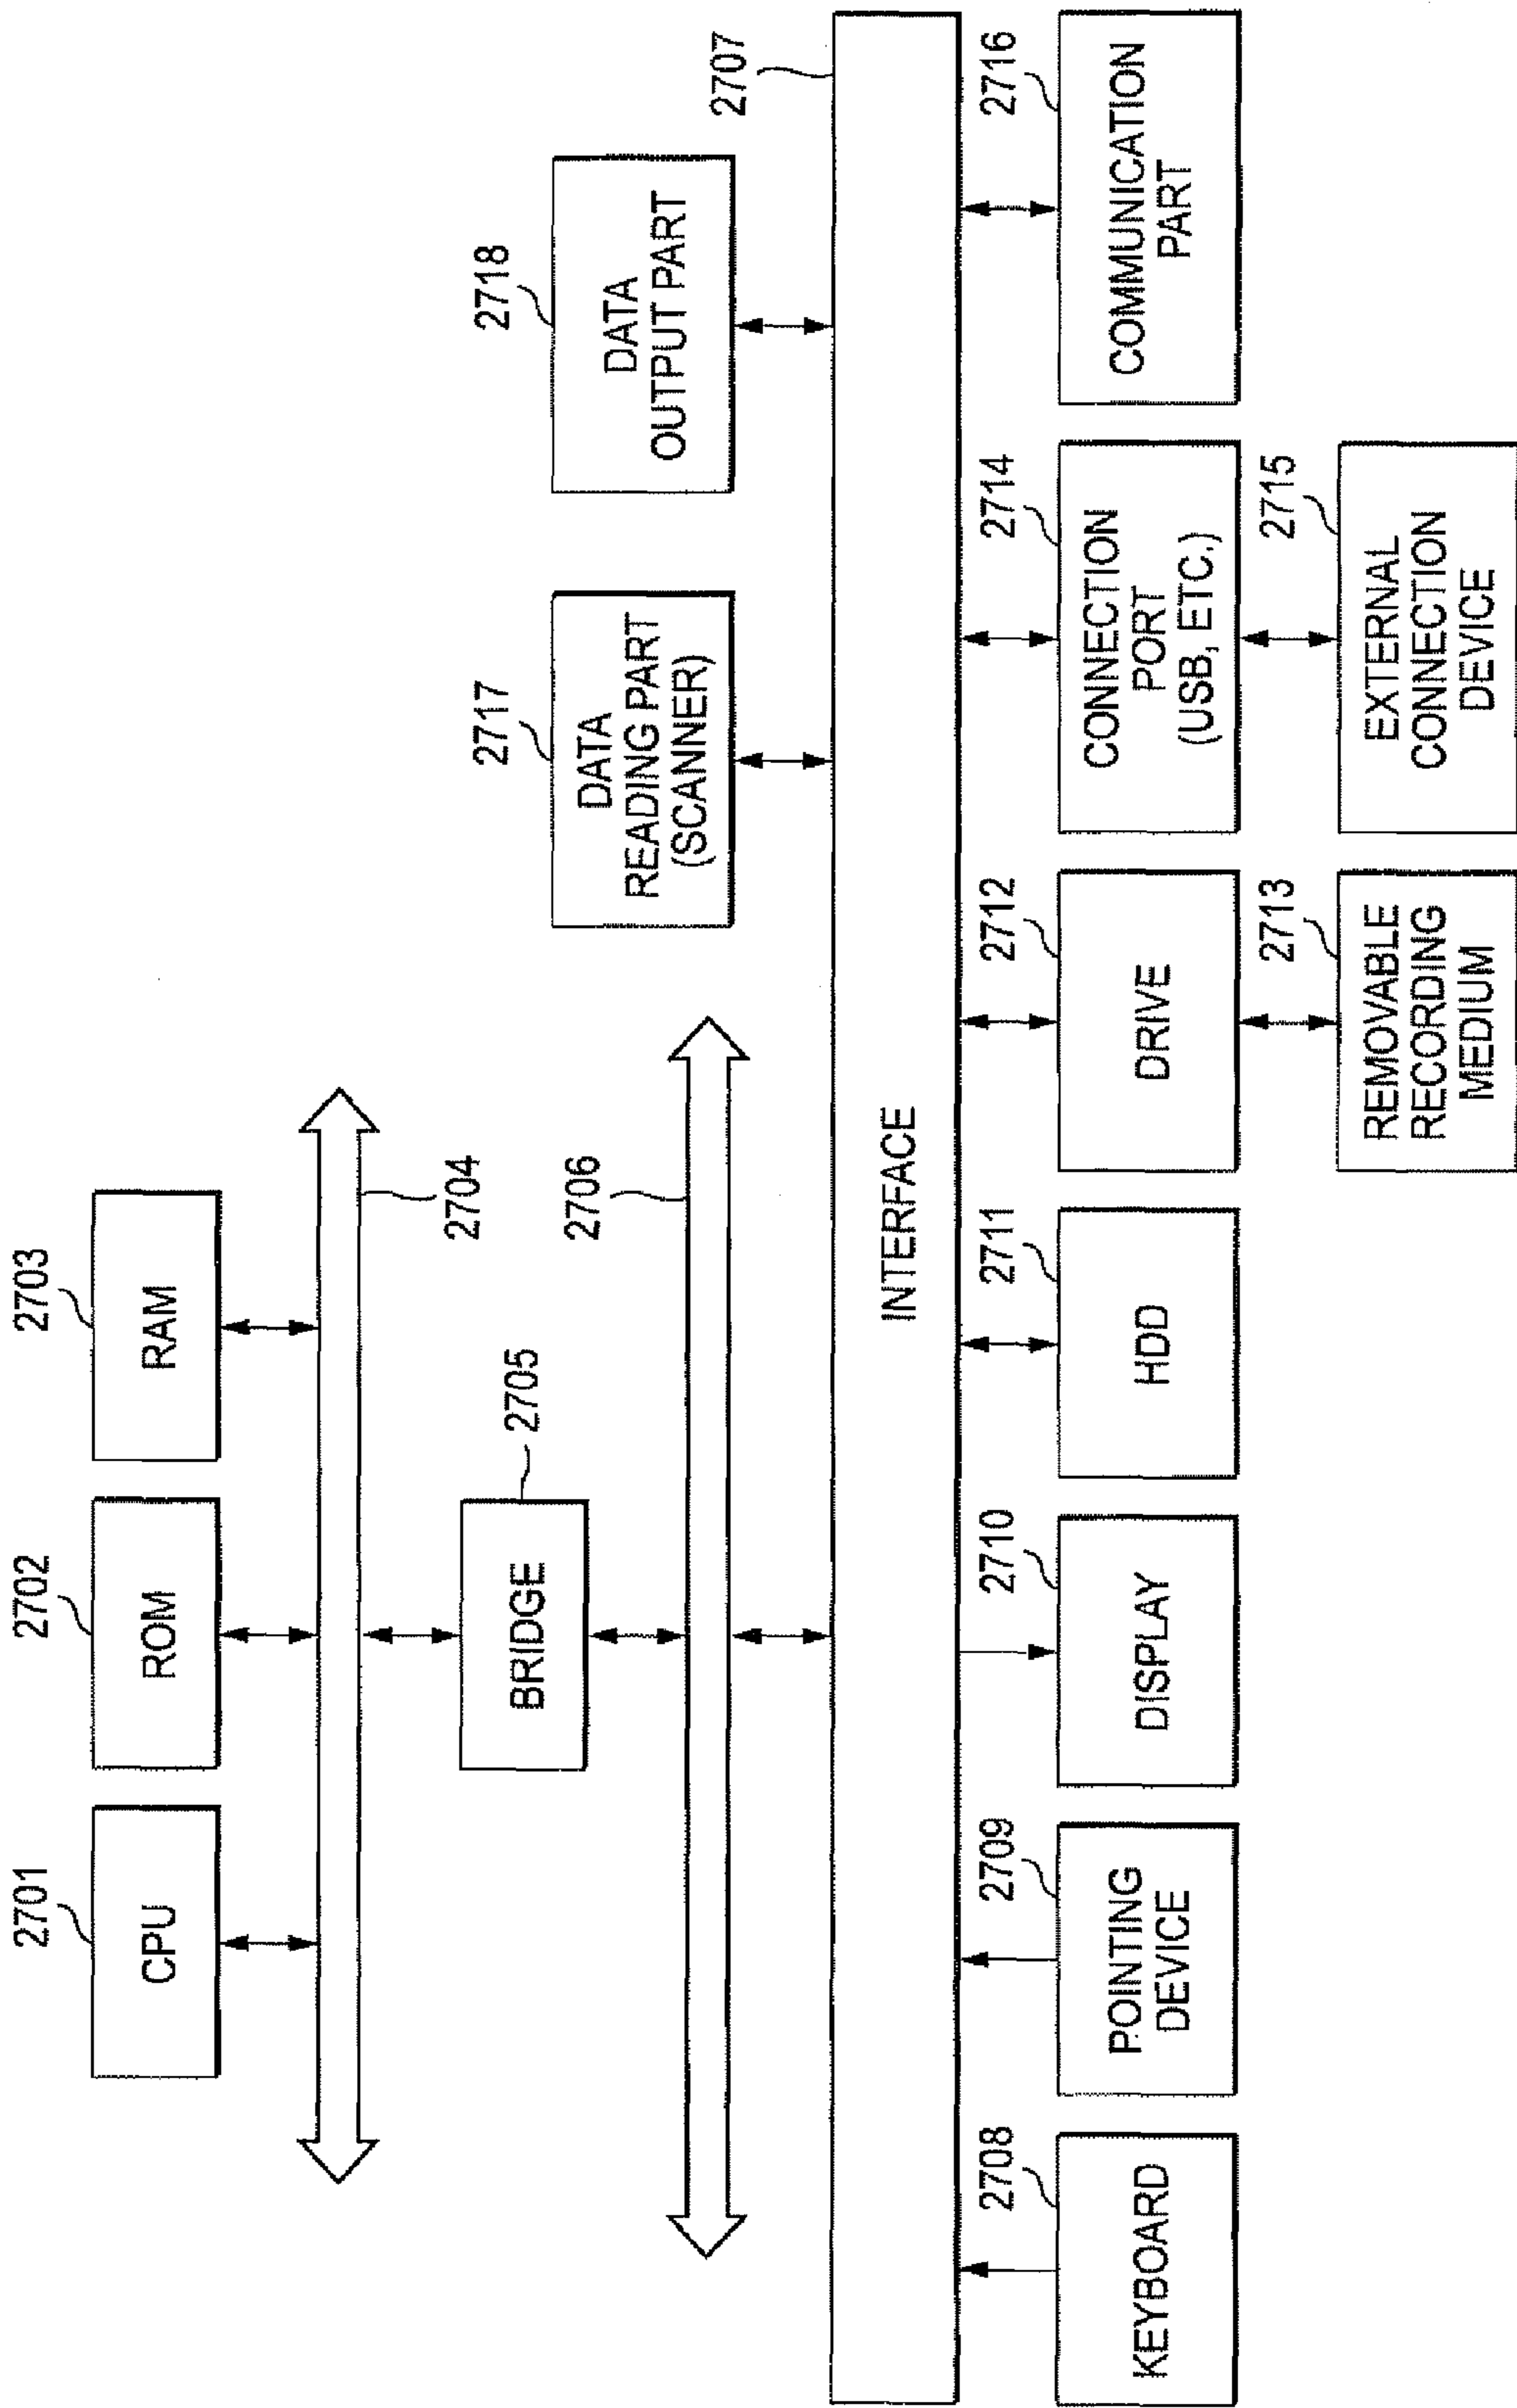 2701
CPU
2702
ROM
2703
RAM
2704
2705
BRIDGE
2706
2717
DATA
READING PART
(SCANNER)
2718
DATA
OUTPUT PART
2707
INTERFACE
2708
KEYBOARD
2709
POINTING
DEVICE
2710
DISPLAY
2711
HDD
2712
DRIVE
2714
CONNECTION
PORT
(USB, ETC.)
2716
COMMUNICATION
PART
2713
REMOVABLE
RECORDING
MEDIUM
2715
EXTERNAL
CONNECTION
DEVICE